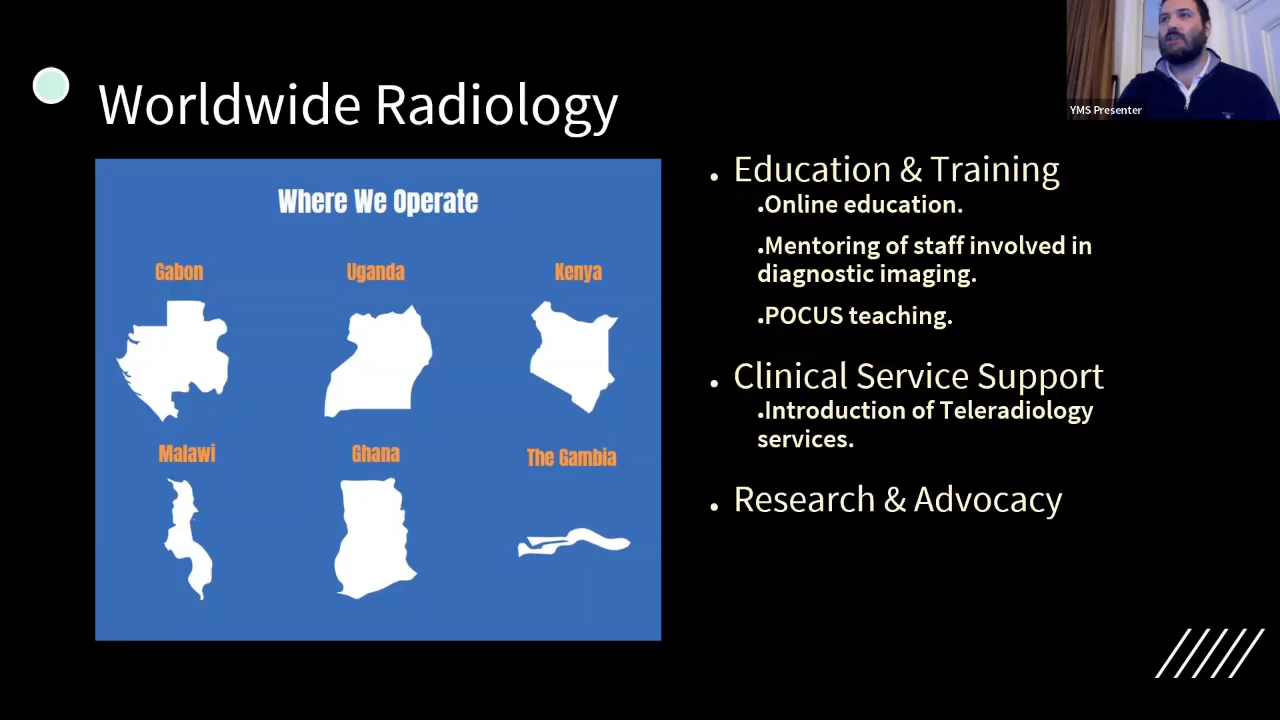 YMS Presenter
Worldwide Radiology
Where We Operate
Gabon
Uganda
Kenya
Malawi
Ghana
The Gambia
• Education & Training
•Online education.
•Mentoring of staff involved in
diagnostic imaging.
•POCUS teaching.
• Clinical Service Support
•Introduction of Teleradiology
services.
• Research & Advocacy